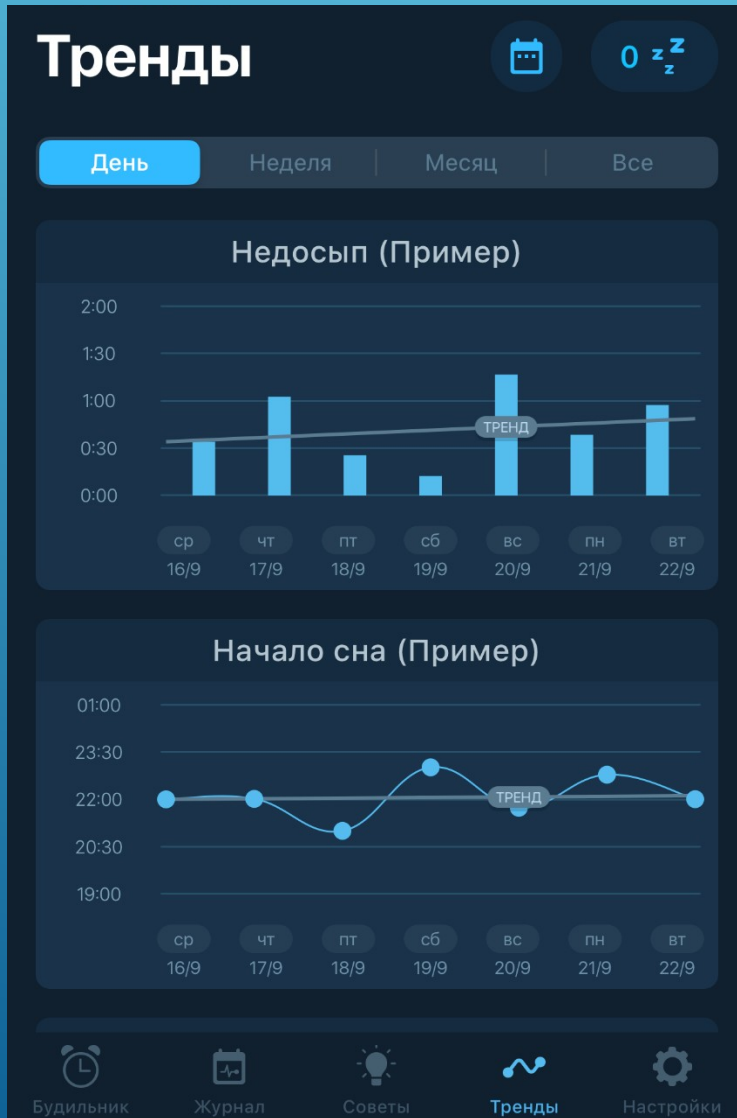 Тренды
0 zzz
День Неделя Месяц Все
Недосып (Пример)
2:00
1:30
1:00
ТРЕНД
0:30
0:00
ср чт пт сб вс пн вт
16/9 17/9 18/9 19/9 20/9 21/9 22/9
Начало сна (Пример)
01:00
23:30
22:00
ТРЕНД
20:30
19:00
ср чт пт сб вс пн вт
16/9 17/9 18/9 19/9 20/9 21/9 22/9
Будильник Журнал Советы Тренды Настройки